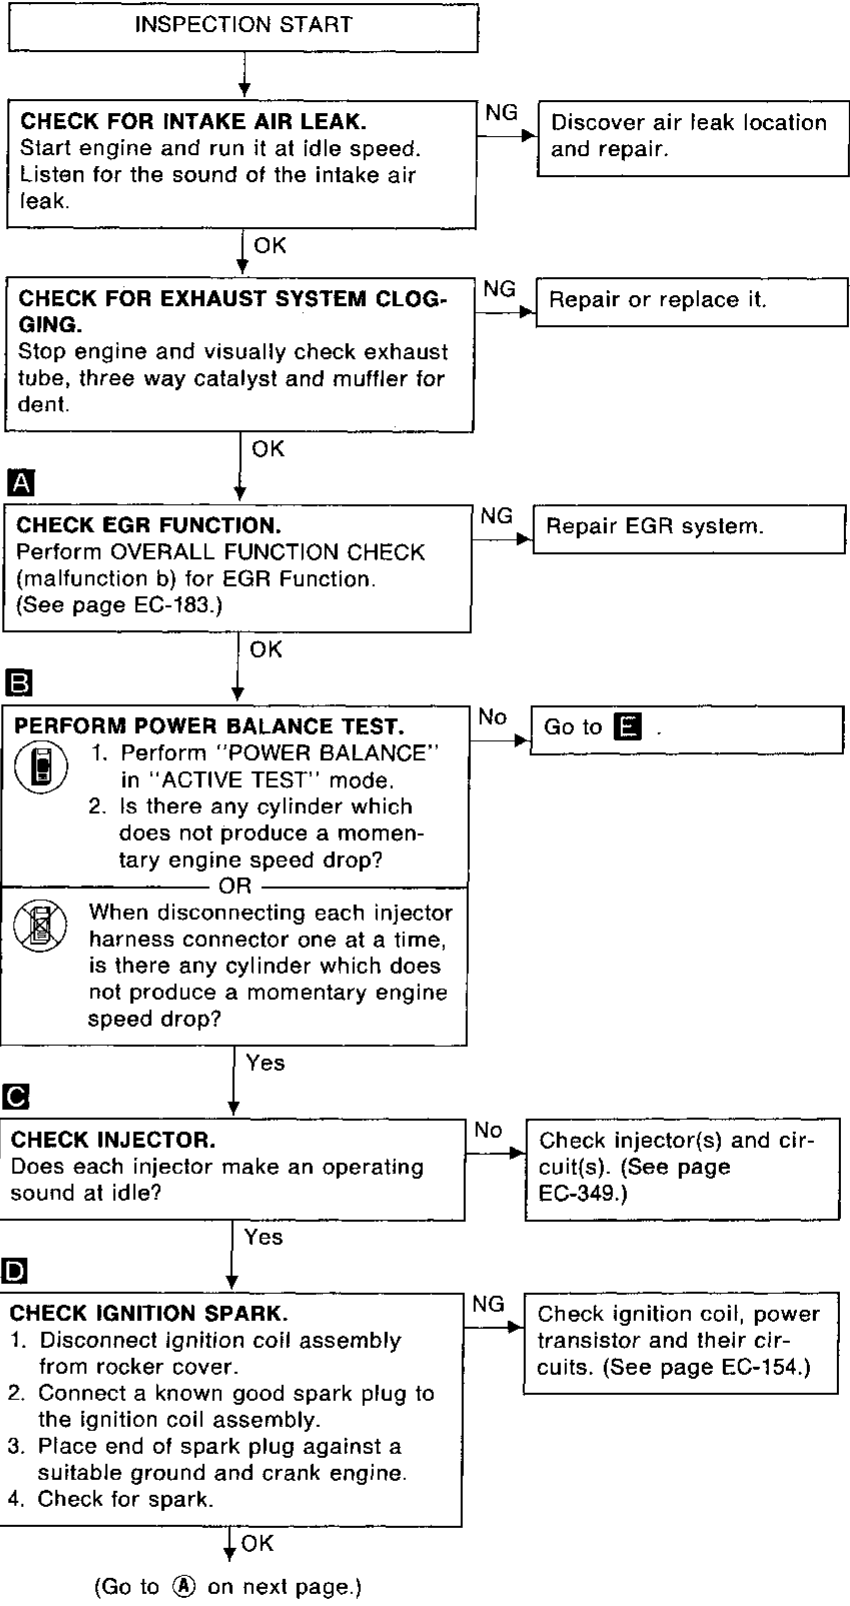 INSPECTION START
CHECK FOR INTAKE AIR LEAK.
Start engine and run it at idle speed.
Listen for the sound of the intake air
leak.
NG
Discover air leak location
and repair.
OK
CHECK FOR EXHAUST SYSTEM CLOG-
GING.
Stop engine and visually check exhaust
tube, three way catalyst and muffler for
dent.
NG
Repair or replace it.
OK
A
CHECK EGR FUNCTION.
Perform OVERALL FUNCTION CHECK
(malfunction b) for EGR Function.
(See page EC-183.)
NG
Repair EGR system.
OK
B
PERFORM POWER BALANCE TEST.
1. Perform "POWER BALANCE"
in "ACTIVE TEST" mode.
2. Is there any cylinder which
does not produce a momen-
tary engine speed drop?
OR
When disconnecting each injector
harness connector one at a time,
is there any cylinder which does
not produce a momentary engine
speed drop?
No
Go to E .
Yes
C
CHECK INJECTOR.
Does each injector make an operating
sound at idle?
No
Check injector(s) and cir-
cuit(s). (See page
EC-349.)
Yes
D
CHECK IGNITION SPARK.
1. Disconnect ignition coil assembly
from rocker cover.
2. Connect a known good spark plug to
the ignition coil assembly.
3. Place end of spark plug against a
suitable ground and crank engine.
4. Check for spark.
NG
Check ignition coil, power
transistor and their cir-
cuits. (See page EC-154.)
OK
(Go to Ⓐ on next page.)